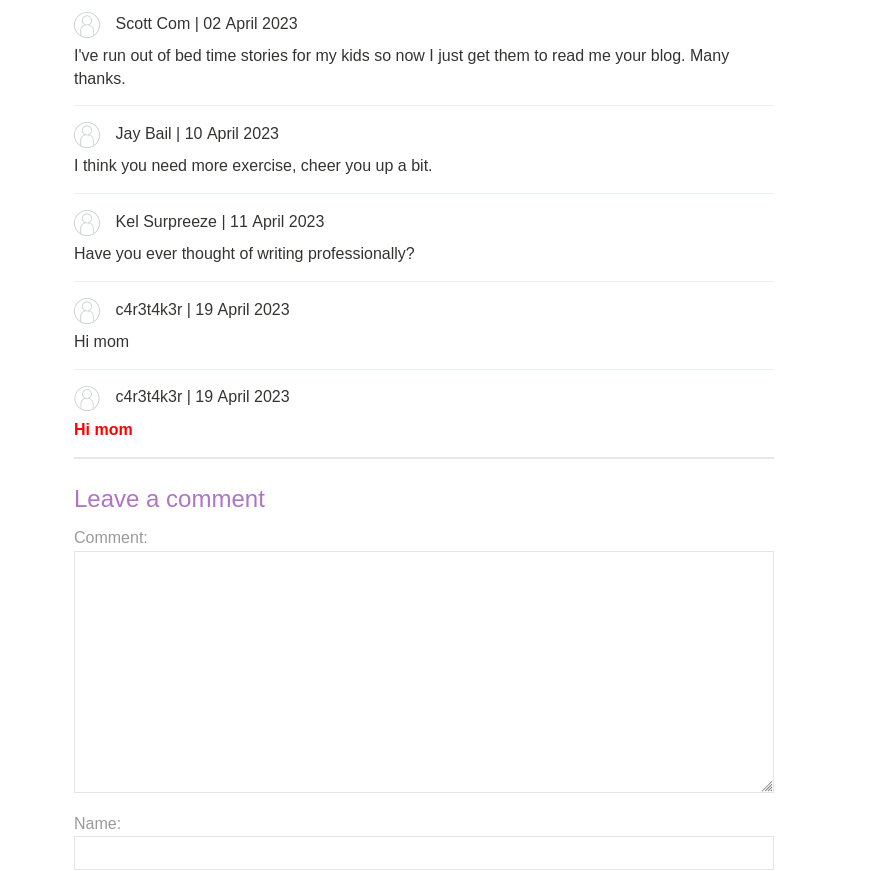 Scott Com | 02 April 2023
I've run out of bed time stories for my kids so now I just get them to read me your blog. Many
thanks.
Jay Bail | 10 April 2023
I think you need more exercise, cheer you up a bit.
Kel Surpreeze | 11 April 2023
Have you ever thought of writing professionally?
c4r3t4k3r | 19 April 2023
Hi mom
c4r3t4k3r | 19 April 2023
Hi mom
Leave a comment
Comment:
Name: